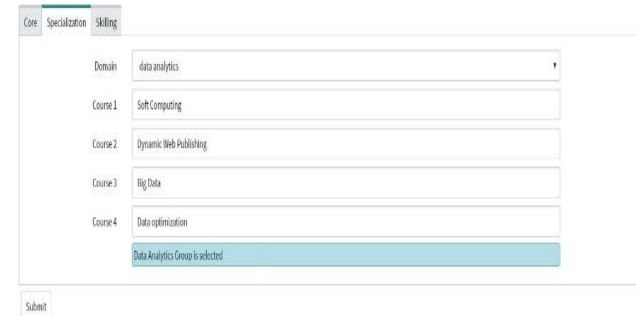 Core Specialization Skilling
Domain data analytics
Course 1 Soft Computing
Course 2 Dynamic Web Publishing
Course 3 Big Data
Course 4 Data optimization
Data Analytics Group is selected
Submit